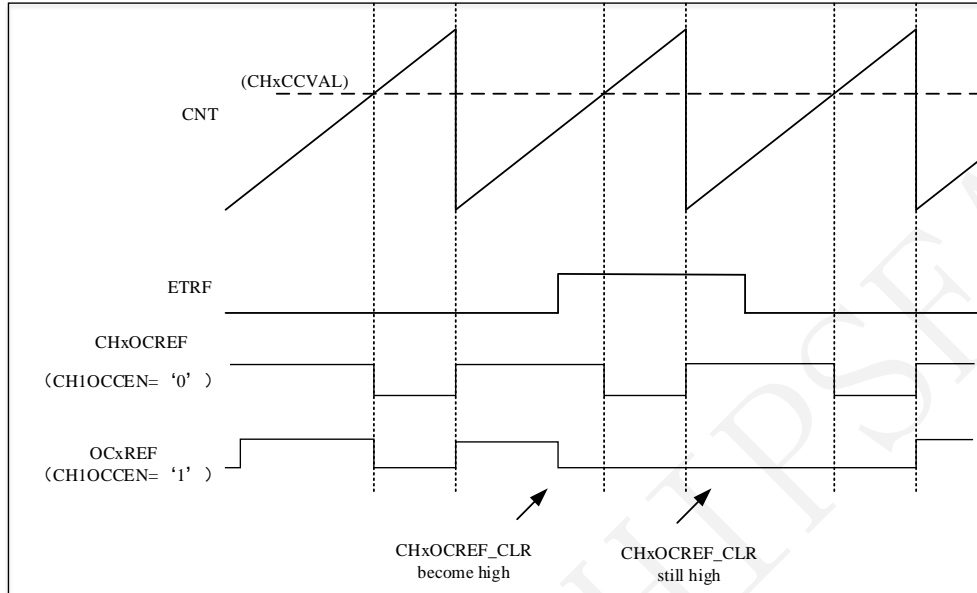 (CHxCCVAL)
CNT
ETRF
CHxOCREF
（CH1OCCEN= ‘0’ ）
OCxREF
（CH1OCCEN= ‘1’ ）
CHxOCREF_CLR
become high
CHxOCREF_CLR
still high